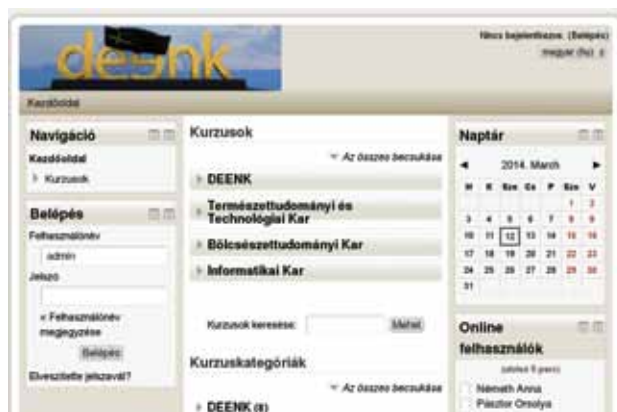 deenk
Nincs bejelentkezve. (Belépés)
magyar (hu)
Kezdőoldal
Navigáció
Kezdőoldal
Kurzusok
Belépés
Felhasználónév
admin
Jelszó
Felhasználónév
megjegyzése
Belépés
Elvesztette jelszavát?
Kurzusok
Az összes becsukása
DEENK
Természettudományi és
Technológiai Kar
Bölcsészettudományi Kar
Informatikai Kar
Kurzusok keresése:
Mehet
Kurzuskategóriák
Az összes becsukása
DEENK (8)
Naptár
◄ 2014. March ►
H K Sze Cs P Szo V
1 2
3 4 5 6 7 8 9
10 11 12 13 14 15 16
17 18 19 20 21 22 23
24 25 26 27 28 29 30
31
Online
felhasználók
(utolsó 5 perc)
Németh Anna
Pásztor Orsolya